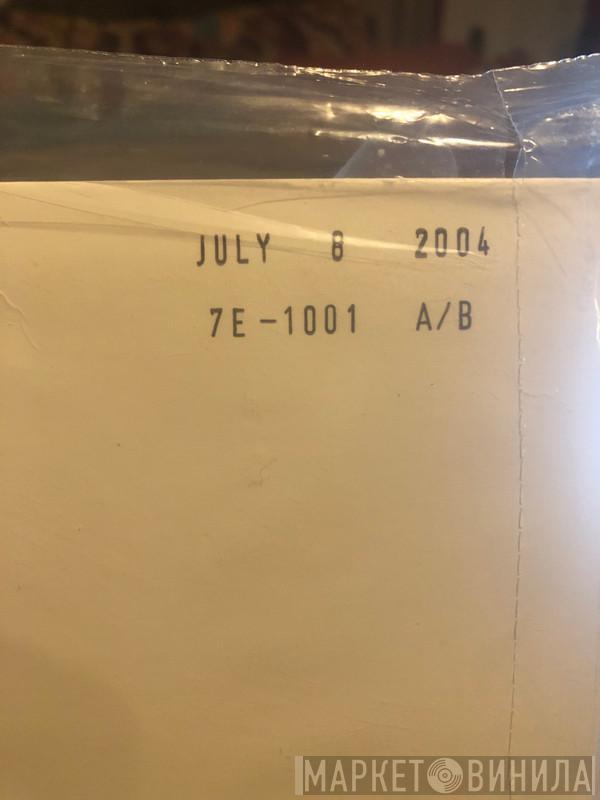 JULY 8 2004
7E-1001 A/B
МАРКЕТ ВИНИЛА